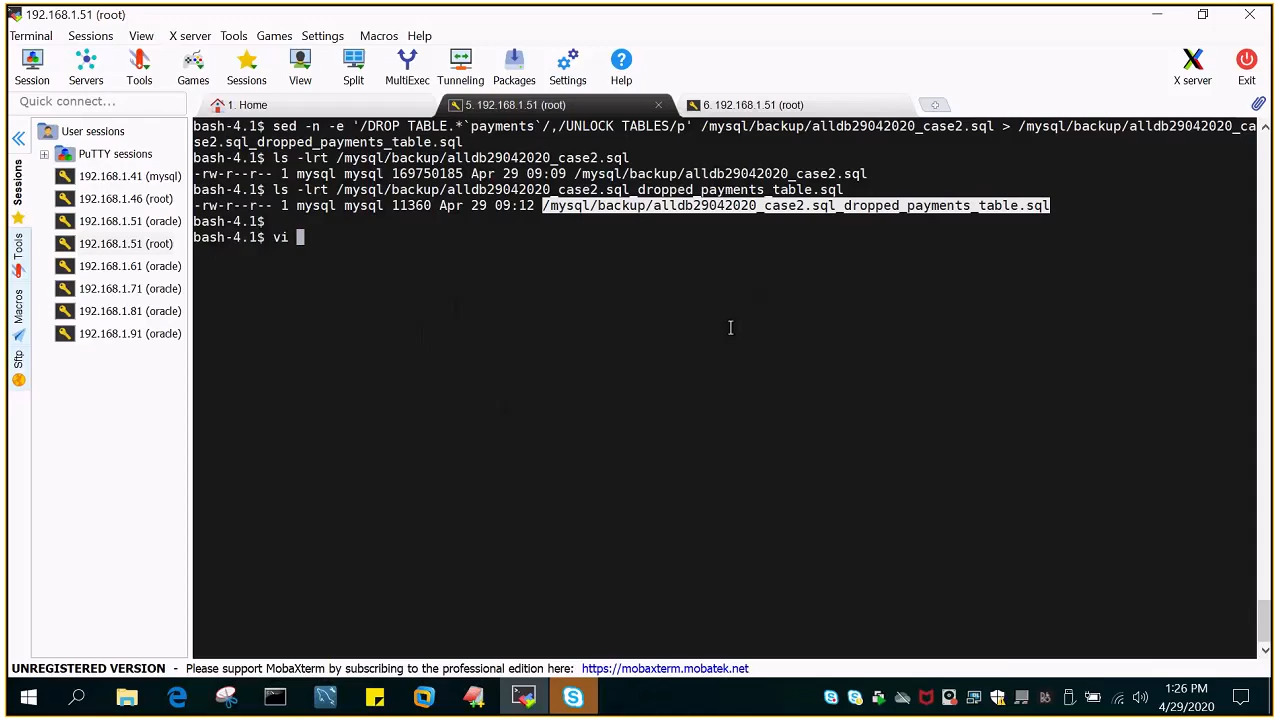 192.168.1.51 (root)
Terminal Sessions View X server Tools Games Settings Macros Help
Session Servers Tools Games Sessions View Split MultiExec Tunneling Packages Settings Help X server Exit
Quick connect...
1. Home
5. 192.168.1.51 (root)
6. 192.168.1.51 (root)
User sessions
PuTTY sessions
192.168.1.41 (mysql)
192.168.1.46 (root)
192.168.1.51 (oracle)
192.168.1.51 (root)
192.168.1.61 (oracle)
192.168.1.71 (oracle)
192.168.1.81 (oracle)
192.168.1.91 (oracle)
Sessions
Tools
Macros
Sftp
bash-4.1$ sed -n -e '/DROP TABLE.*`payments`/,/UNLOCK TABLES/p' /mysql/backup/alldb29042020_case2.sql > /mysql/backup/alldb29042020_ca
se2.sql_dropped_payments_table.sql
bash-4.1$ ls -lrt /mysql/backup/alldb29042020_case2.sql
-rw-r--r-- 1 mysql mysql 169750185 Apr 29 09:09 /mysql/backup/alldb29042020_case2.sql
bash-4.1$ ls -lrt /mysql/backup/alldb29042020_case2.sql_dropped_payments_table.sql
-rw-r--r-- 1 mysql mysql 11360 Apr 29 09:12 /mysql/backup/alldb29042020_case2.sql_dropped_payments_table.sql
bash-4.1$
bash-4.1$ vi
UNREGISTERED VERSION - Please support MobaXterm by subscribing to the professional edition here: https://mobaxterm.mobatek.net
1:26 PM
4/29/2020